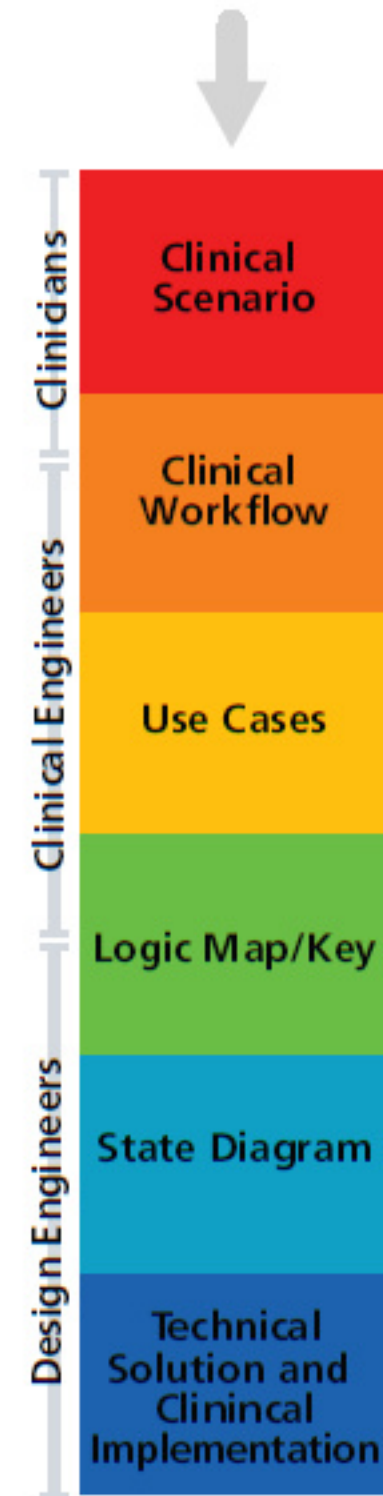 Clinicians
Clinical Engineers
Design Engineers
Clinical
Scenario
Clinical
Workflow
Use Cases
Logic Map/Key
State Diagram
Technical
Solution and
Clinincal
Implementation